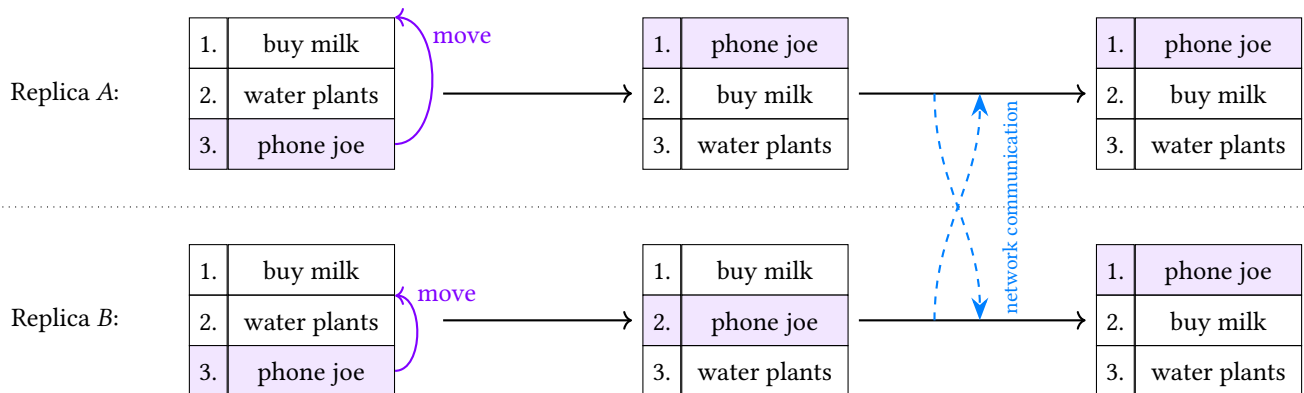 1. buy milk
2. water plants
3. phone joe
move
Replica A:
1. phone joe
2. buy milk
3. water plants
1. phone joe
2. buy milk
3. water plants
network communication
1. buy milk
2. water plants
3. phone joe
move
Replica B:
1. buy milk
2. phone joe
3. water plants
1. phone joe
2. buy milk
3. water plants